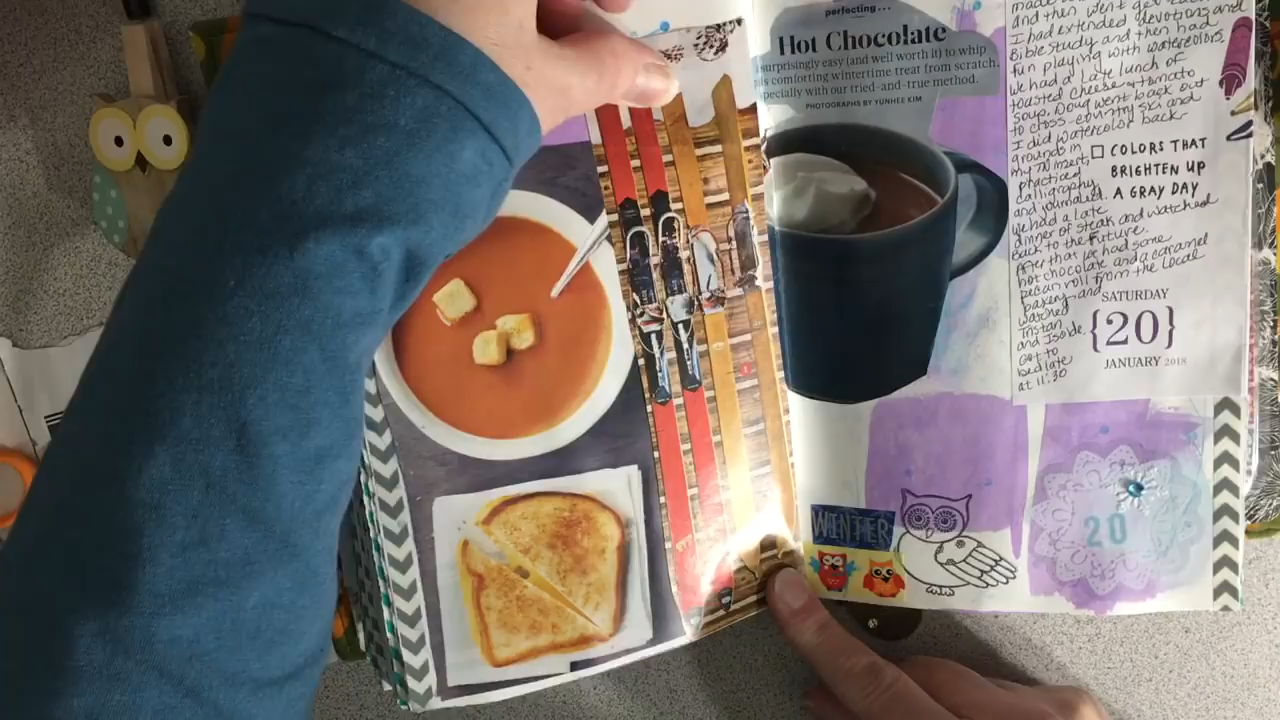 perfecting...
Hot Chocolate
surprisingly easy (and well worth it) to whip
comforting wintertime treat from scratch,
specially with our tried-and-true method.
PHOTOGRAPHS BY YUNHEE KIM
and then went get
I had extended devotions and
Bible study and then had
fun playing with watercolors
we had a late lunch of
toasted cheese & tomato
soup. Doug went back out
to cross-country ski and
I did watercolor back-
ground in
my TN insert,
practiced
calligraphy
and journaled.
We had a late
dinner of steak and watched
Back to the Future.
After that we had some
hot chocolate and a caramel
pecan roll from the local
bakery and
watched
Tristan
and Isolde.
Got to
bed late
at 11:30
COLORS THAT
BRIGHTEN UP
A GRAY DAY
SATURDAY
{20}
JANUARY 2018
WINTER
20